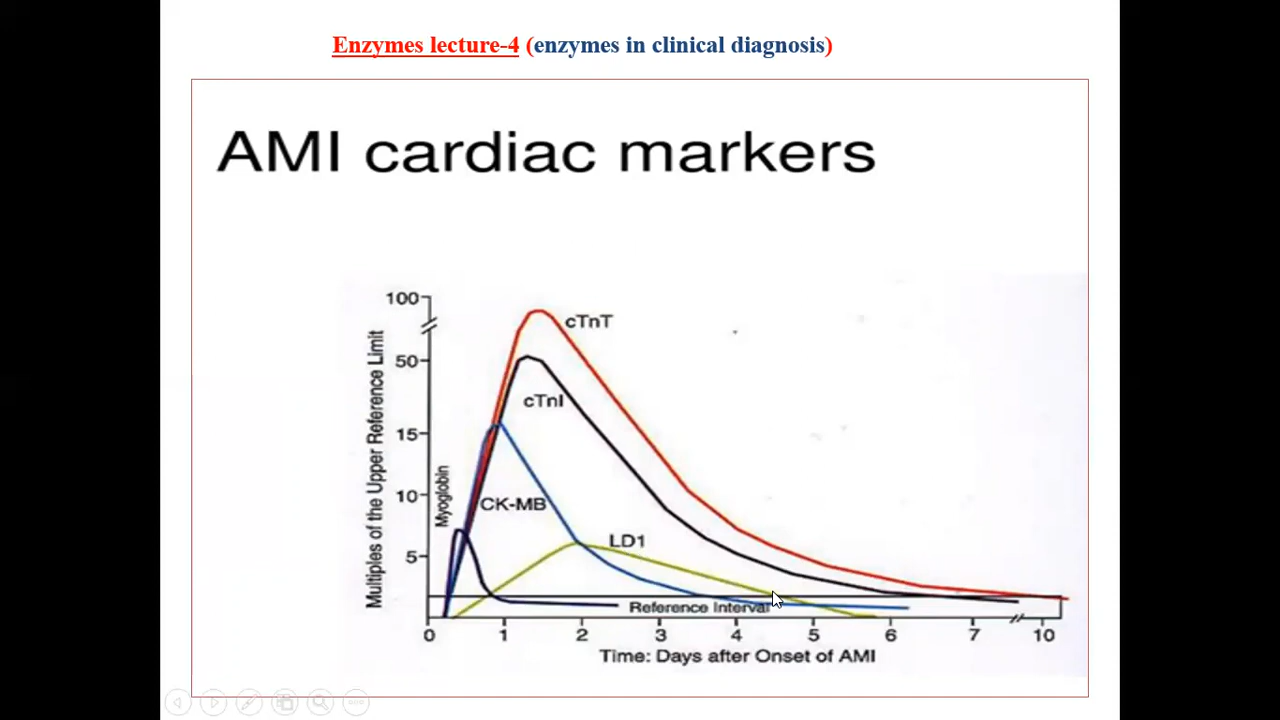 Enzymes lecture-4 (enzymes in clinical diagnosis)
AMI cardiac markers
Multiples of the Upper Reference Limit
100
50
15
10
5
cTnT
cTnI
Myoglobin
CK-MB
LD1
Reference Interval
0 1 2 3 4 5 6 7 10
Time: Days after Onset of AMI